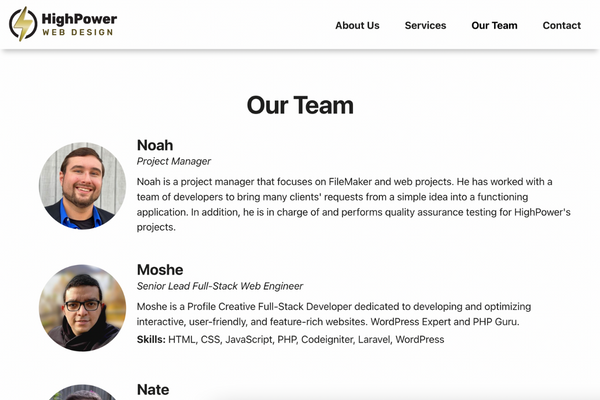 HighPower
WEB DESIGN
About Us Services Our Team Contact
Our Team
Noah
Project Manager
Noah is a project manager that focuses on FileMaker and web projects. He has worked with a
team of developers to bring many clients' requests from a simple idea into a functioning
application. In addition, he is in charge of and performs quality assurance testing for HighPower's
projects.
Moshe
Senior Lead Full-Stack Web Engineer
Moshe is a Profile Creative Full-Stack Developer dedicated to developing and optimizing
interactive, user-friendly, and feature-rich websites. WordPress Expert and PHP Guru.
Skills: HTML, CSS, JavaScript, PHP, Codeigniter, Laravel, WordPress
Nate